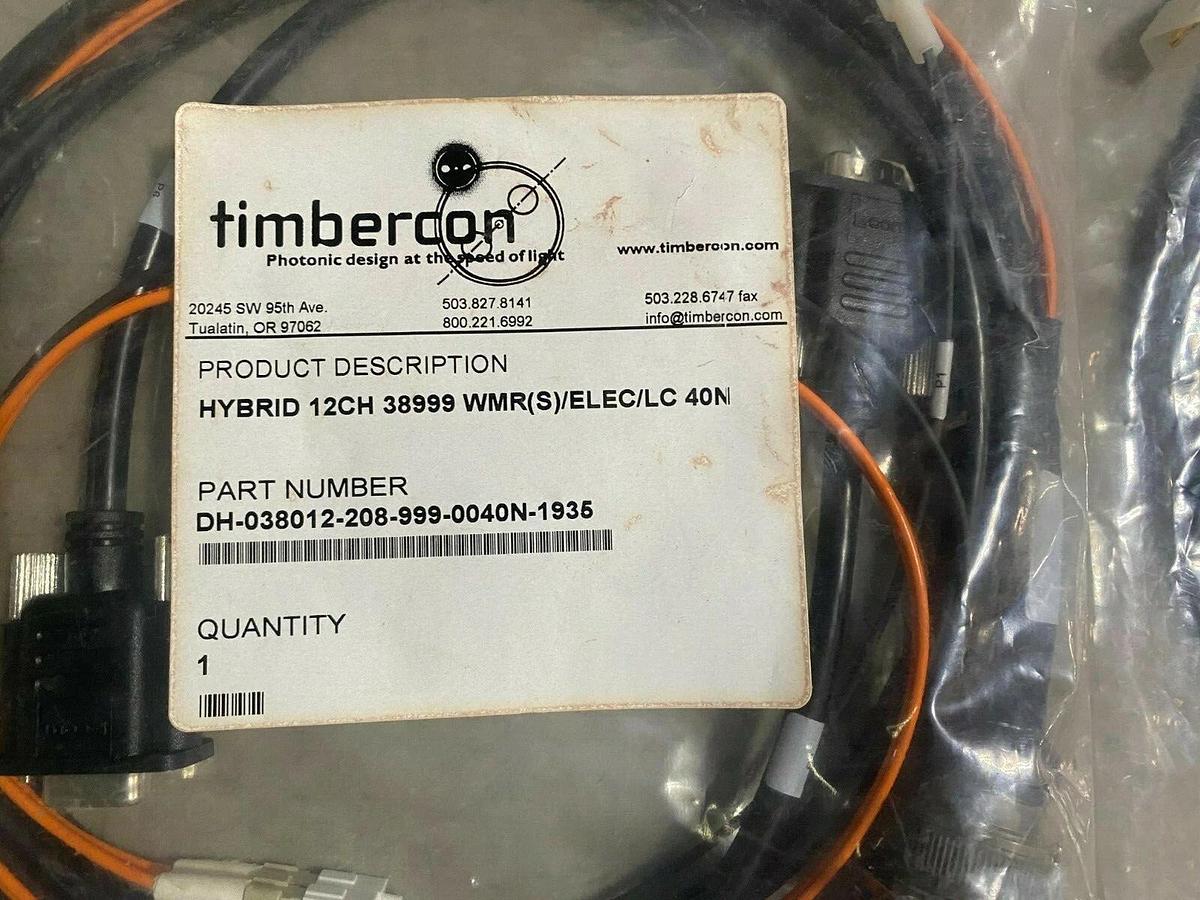 timbercon
Photonic design at the speed of light
www.timbercon.com
20245 SW 95th Ave.
Tualatin, OR 97062
503.827.8141
800.221.6992
503.228.6747 fax
info@timbercon.com
PRODUCT DESCRIPTION
HYBRID 12CH 38999 WMR(S)/ELEC/LC 40N
PART NUMBER
DH-038012-208-999-0040N-1935
QUANTITY
1
P1